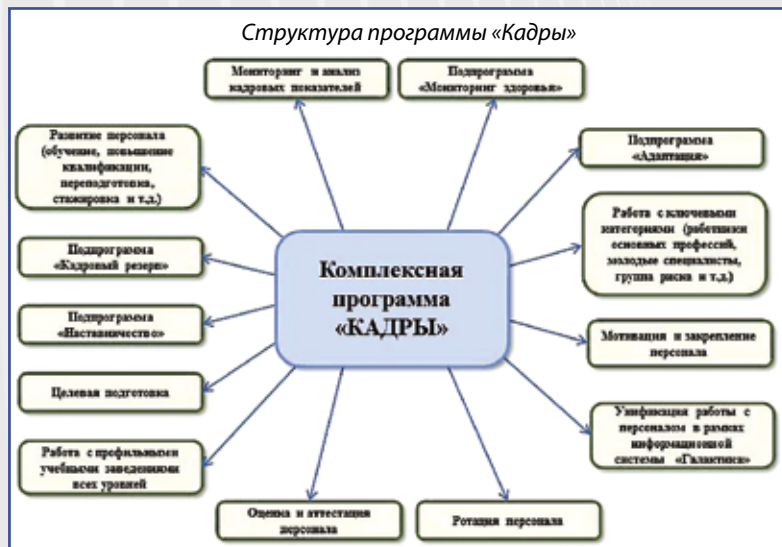 Структура программы «Кадры»
Мониторинг и анализ
кадровых показателей
Подпрограмма
«Мониторинг здоровья»
Развитие персонала
(обучение, повышение
квалификации,
переподготовка,
стажировка и т.д.)
Подпрограмма
«Адаптация»
Работа с ключевыми
категориями (работники
основных профессий,
молодые специалисты,
группа риска и т.д.)
Подпрограмма
«Кадровый резерв»
Комплексная
программа
«КАДРЫ»
Подпрограмма
«Наставничество»
Мотивация и закрепление
персонала
Целевая подготовка
Унификация работы с
персоналом в рамках
информационной
системы «Галактика»
Работа с профильными
учебными заведениями
всех уровней
Оценка и аттестация
персонала
Ротация персонала